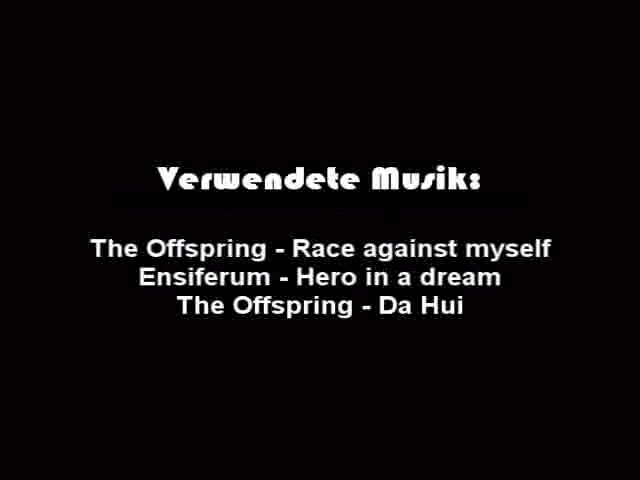 Verwendete Musik:
The Offspring - Race against myself
Ensiferum - Hero in a dream
The Offspring - Da Hui